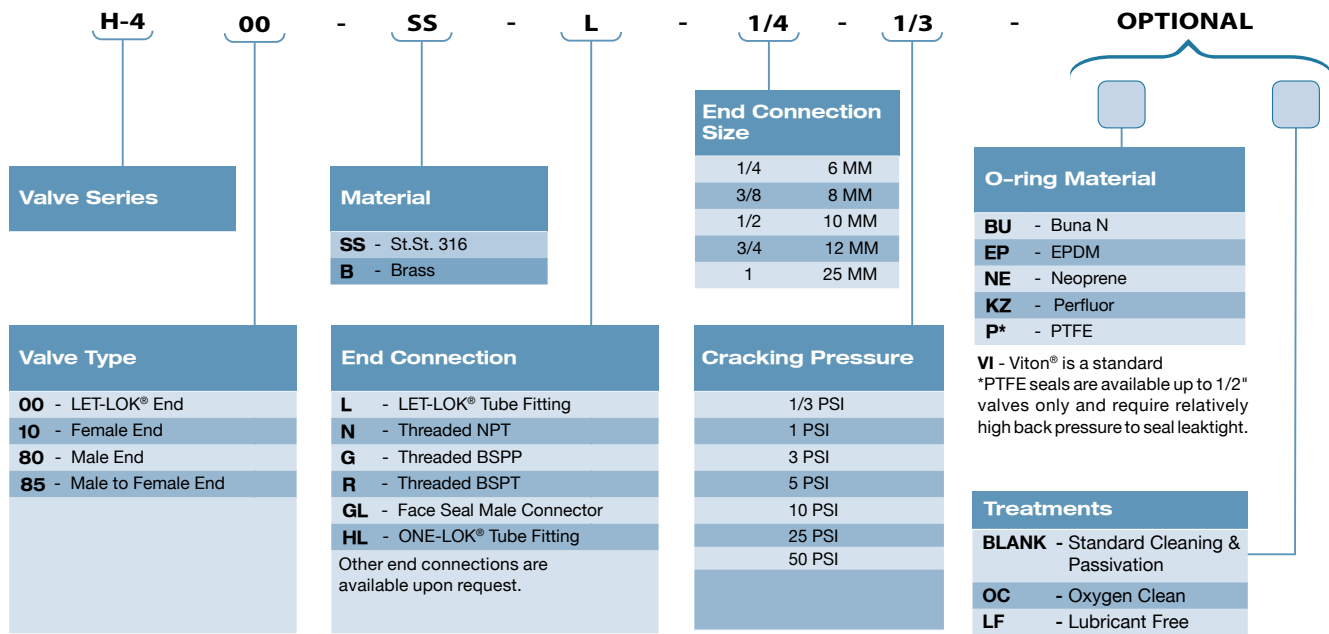 H-4 00 - SS - L - 1/4 - 1/3 - OPTIONAL
Valve Series
Valve Type
00 - LET-LOK® End
10 - Female End
80 - Male End
85 - Male to Female End
Material
SS - St.St. 316
B - Brass
End Connection
L - LET-LOK® Tube Fitting
N - Threaded NPT
G - Threaded BSPP
R - Threaded BSPT
GL - Face Seal Male Connector
HL - ONE-LOK® Tube Fitting
Other end connections are
available upon request.
End Connection
Size
1/4 6 MM
3/8 8 MM
1/2 10 MM
3/4 12 MM
1 25 MM
Cracking Pressure
1/3 PSI
1 PSI
3 PSI
5 PSI
10 PSI
25 PSI
50 PSI
O-ring Material
BU - Buna N
EP - EPDM
NE - Neoprene
KZ - Perfluor
P* - PTFE
VI - Viton® is a standard
*PTFE seals are available up to 1/2"
valves only and require relatively
high back pressure to seal leaktight.
Treatments
BLANK - Standard Cleaning &
Passivation
OC - Oxygen Clean
LF - Lubricant Free